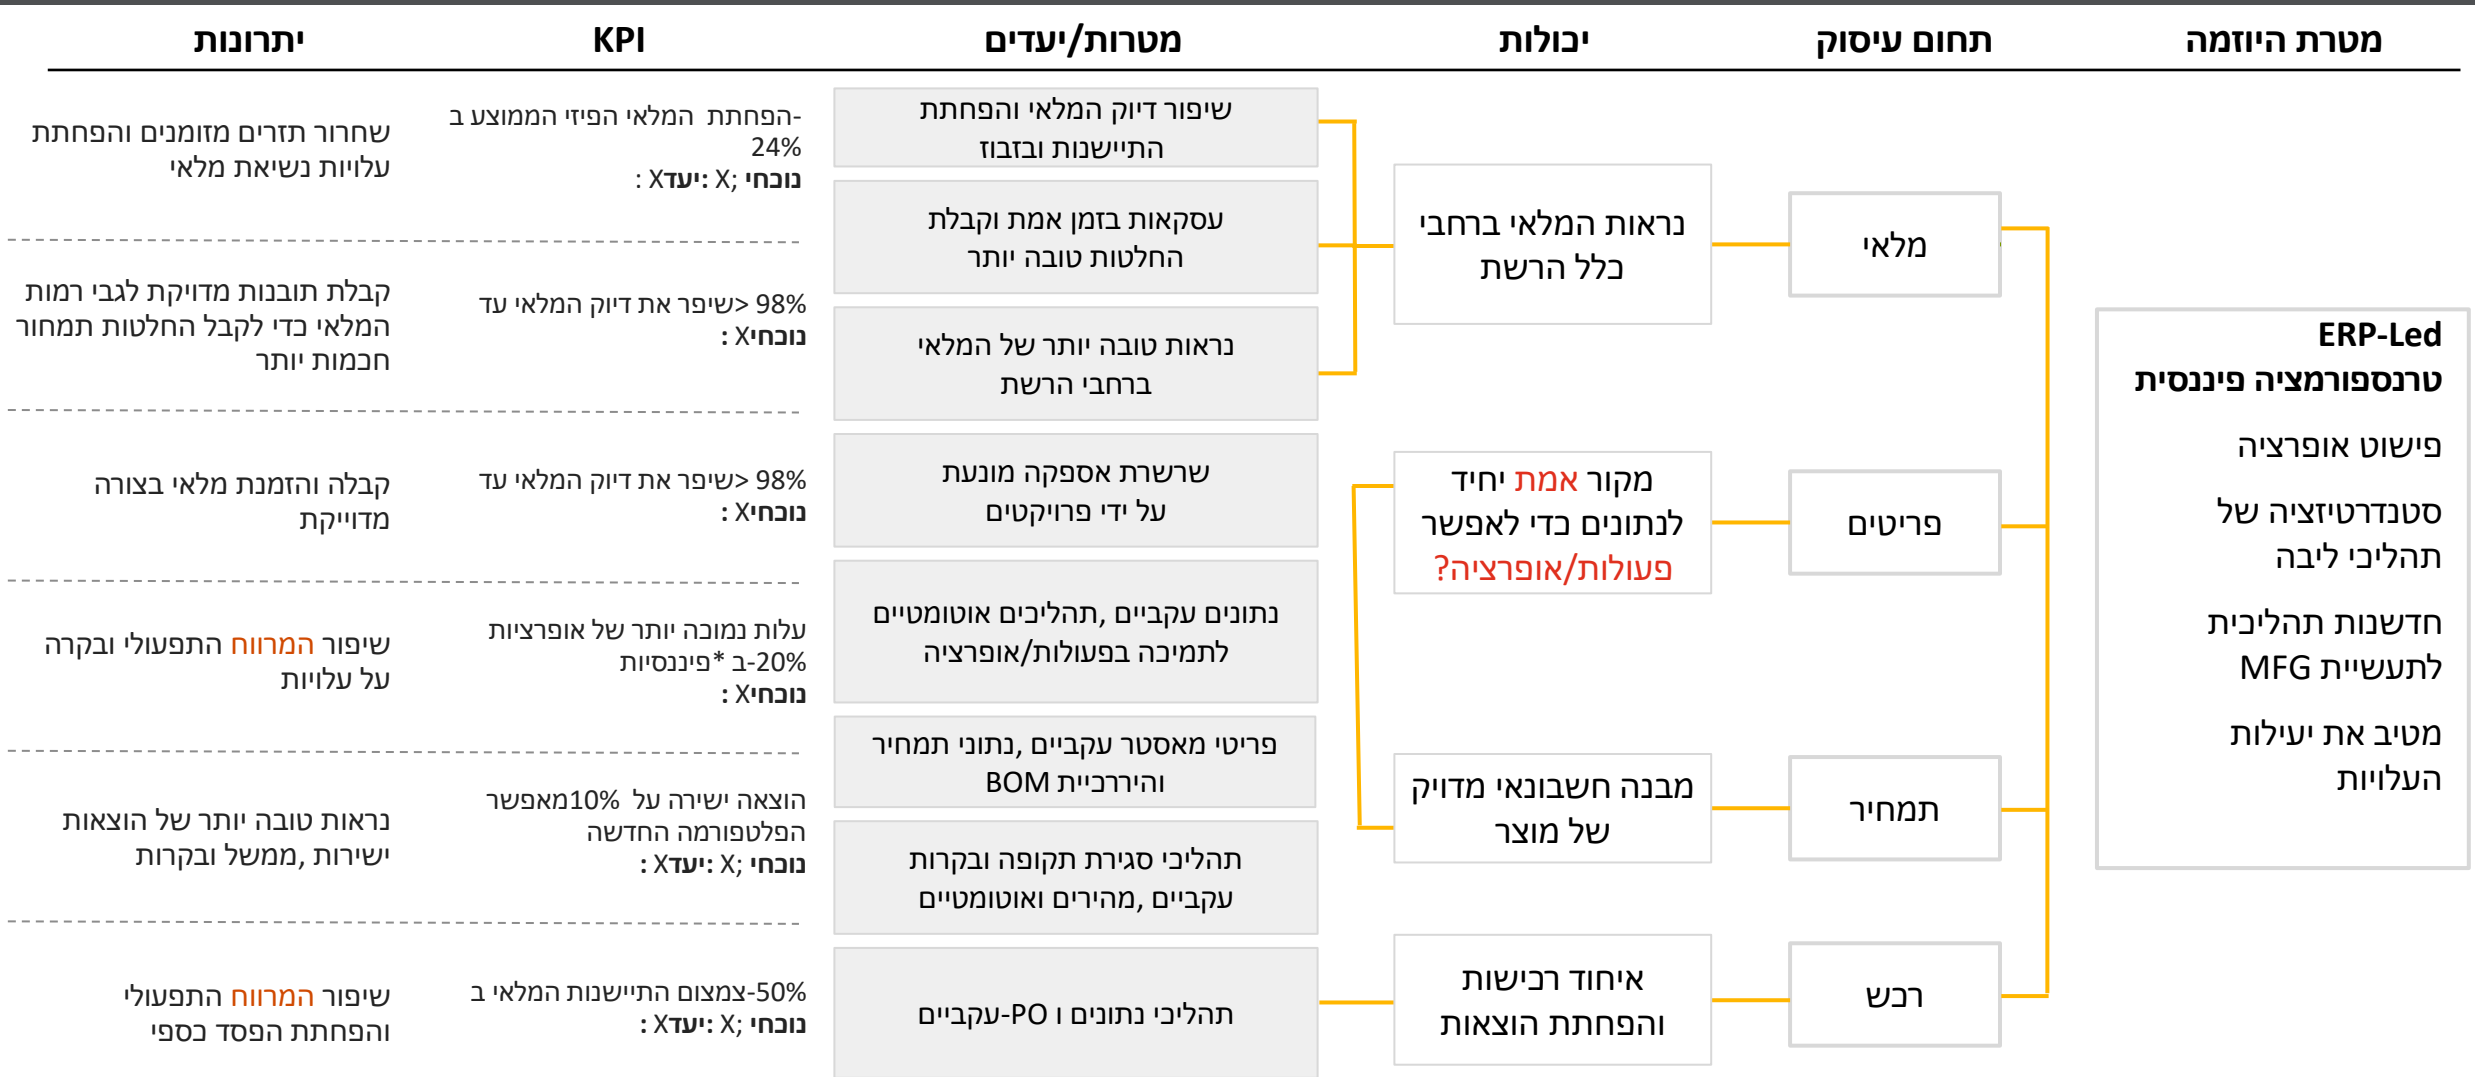 מטרת היוזמה
תחום עיסוק
יכולות
מטרות/יעדים
KPI
יתרונות
ERP-Led
טרנספורמציה פיננסית
פישוט אופרציה
סטנדרטיזציה של
תהליכי ליבה
חדשנות תהליכית
לתעשיית MFG
מטיב את יעילות
העלויות
מלאי
פריטים
תמחיר
רכש
נראות המלאי ברחבי
כלל הרשת
מקור אמת יחיד
לנתונים כדי לאפשר
פעולות/אופרציה?
מבנה חשבונאי מדויק
של מוצר
איחוד רכישות
והפחתת הוצאות
שיפור דיוק המלאי והפחתת
התיישנות ובזבוז
עסקאות בזמן אמת וקבלת
החלטות טובה יותר
נראות טובה יותר של המלאי
ברחבי הרשת
שרשרת אספקה מונעת
על ידי פרויקטים
נתונים עקביים ,תהליכים אוטומטיים
לתמיכה בפעולות/אופרציה
פריטי מאסטר עקביים ,נתוני תמחיר
והיררכיית BOM
תהליכי סגירת תקופה ובקרות
עקביים ,מהירים ואוטומטיים
תהליכי נתונים ו PO-עקביים
-הפחתת המלאי הפיזי הממוצע ב
24%
נוכחי ;X :יעדX :
98% <שיפר את דיוק המלאי עד
נוכחיX :
98% <שיפר את דיוק המלאי עד
נוכחיX :
עלות נמוכה יותר של אופרציות
20%-ב *פיננסיות
נוכחיX :
הוצאה ישירה על 10%מאפשר
הפלטפורמה החדשה
נוכחי ;X :יעדX :
50%-צמצום התיישנות המלאי ב
נוכחי ;X :יעדX :
שחרור תזרים מזומנים והפחתת
עלויות נשיאת מלאי
קבלת תובנות מדויקת לגבי רמות
המלאי כדי לקבל החלטות תמחור
חכמות יותר
קבלה והזמנת מלאי בצורה
מדוייקת
שיפור המרווח התפעולי ובקרה
על עלויות
נראות טובה יותר של הוצאות
ישירות ,ממשל ובקרות
שיפור המרווח התפעולי
והפחתת הפסד כספי